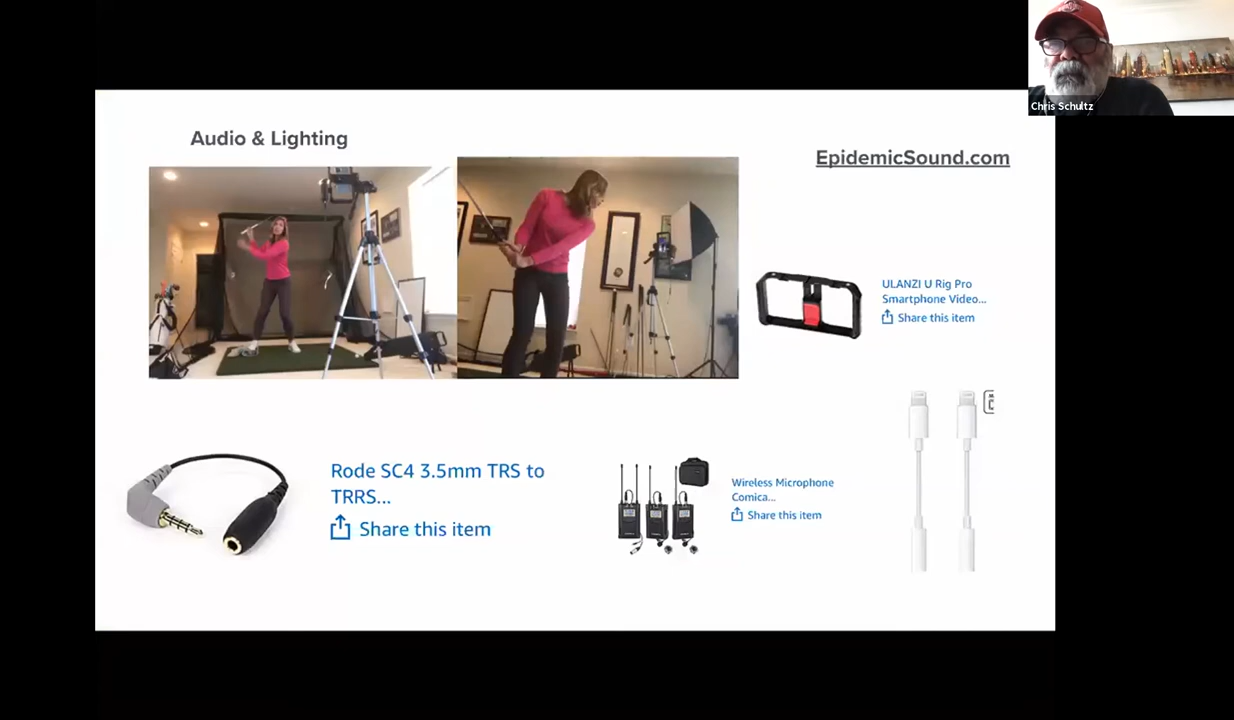 Chris Schultz
Audio & Lighting
EpidemicSound.com
ULANZI U Rig Pro
Smartphone Video...
Share this item
Rode SC4 3.5mm TRS to
TRRS...
Share this item
Wireless Microphone
Comica...
Share this item